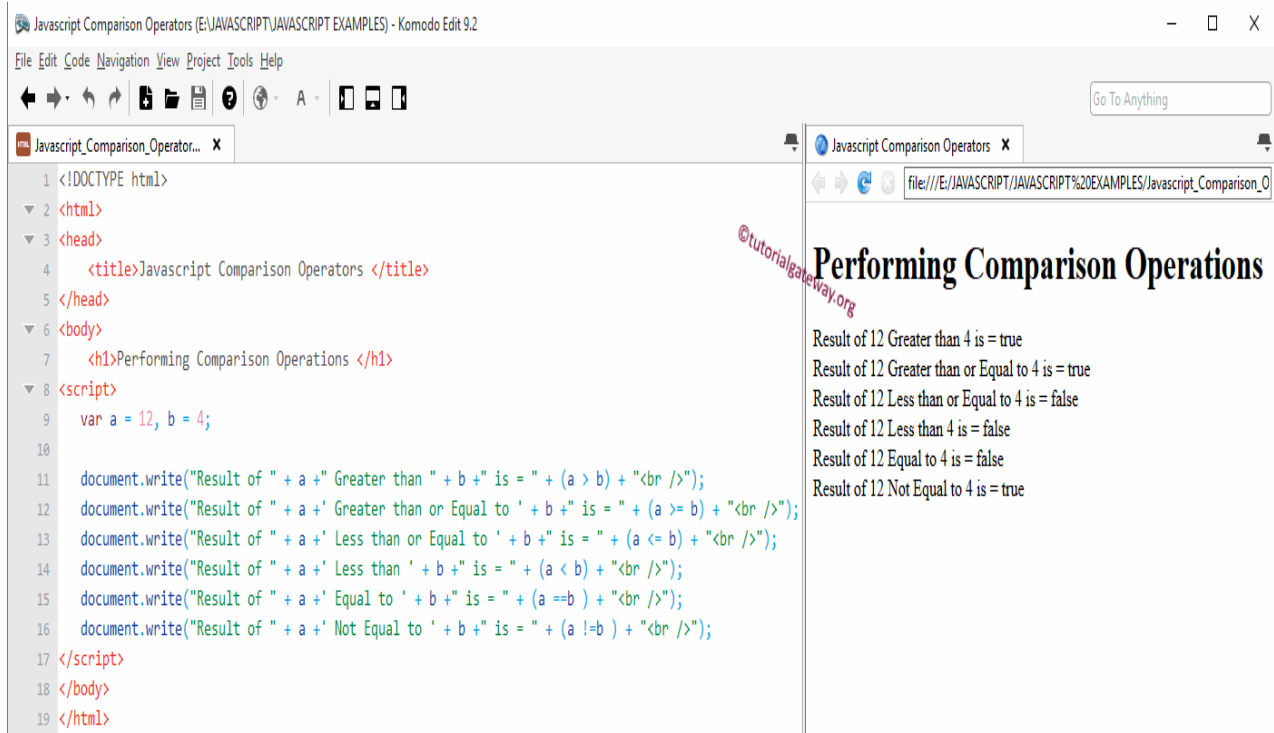 Javascript Comparison Operators (E:\JAVASCRIPT\JAVASCRIPT EXAMPLES) - Komodo Edit 9.2
File Edit Code Navigation View Project Tools Help
A
Go To Anything
Javascript_Comparison_Operator...
1 <!DOCTYPE html>
2 <html>
3 <head>
4 <title>Javascript Comparison Operators </title>
5 </head>
6 <body>
7 <h1>Performing Comparison Operations </h1>
8 <script>
9 var a = 12, b = 4;
10
11 document.write("Result of " + a +" Greater than " + b +" is = " + (a > b) + "<br />");
12 document.write("Result of " + a +' Greater than or Equal to ' + b +" is = " + (a >= b) + "<br />");
13 document.write("Result of " + a +' Less than or Equal to ' + b +" is = " + (a <= b) + "<br />");
14 document.write("Result of " + a +' Less than ' + b +" is = " + (a < b) + "<br />");
15 document.write("Result of " + a +' Equal to ' + b +" is = " + (a ==b ) + "<br />");
16 document.write("Result of " + a +' Not Equal to ' + b +" is = " + (a !=b ) + "<br />");
17 </script>
18 </body>
19 </html>
Javascript Comparison Operators
file:///E:/JAVASCRIPT/JAVASCRIPT%20EXAMPLES/Javascript_Comparison_O
©tutorialgateway.org
Performing Comparison Operations
Result of 12 Greater than 4 is = true
Result of 12 Greater than or Equal to 4 is = true
Result of 12 Less than or Equal to 4 is = false
Result of 12 Less than 4 is = false
Result of 12 Equal to 4 is = false
Result of 12 Not Equal to 4 is = true